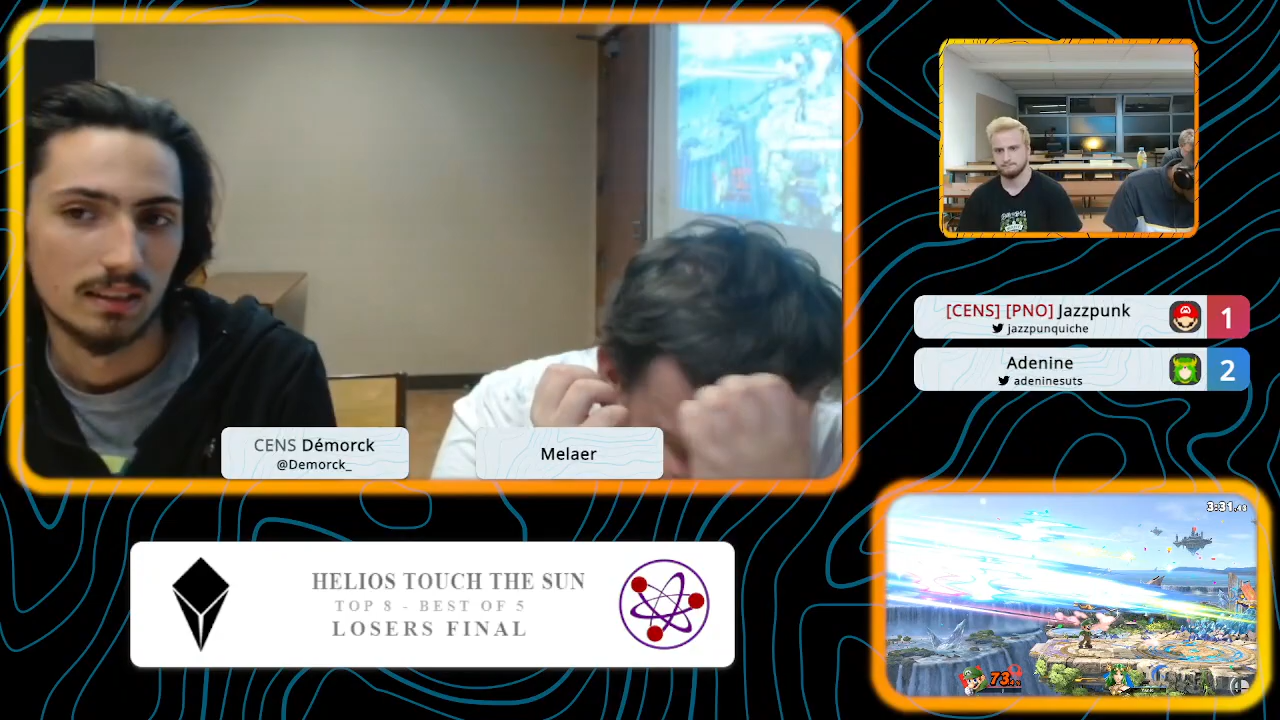 CENS Démorck
@Demorck_
Melaer
[CENS] [PNO] Jazzpunk
jazzpunquiche
1
Adenine
adeninesuts
2
HELIOS TOUCH THE SUN
TOP 8 - BEST OF 5
LOSERS FINAL
3:31
73